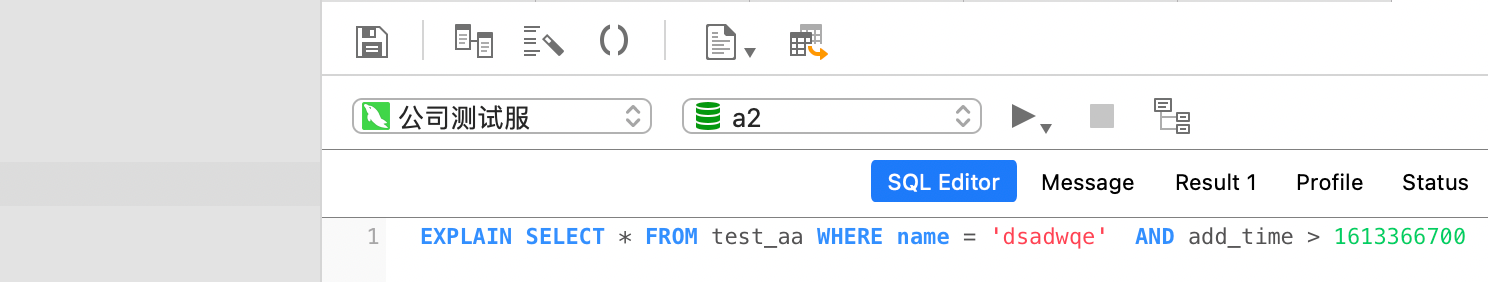 公司测试服
a2
SQL Editor Message Result 1 Profile Status
1 EXPLAIN SELECT * FROM test_aa WHERE name = 'dsadwqe'  AND add_time > 1613366700